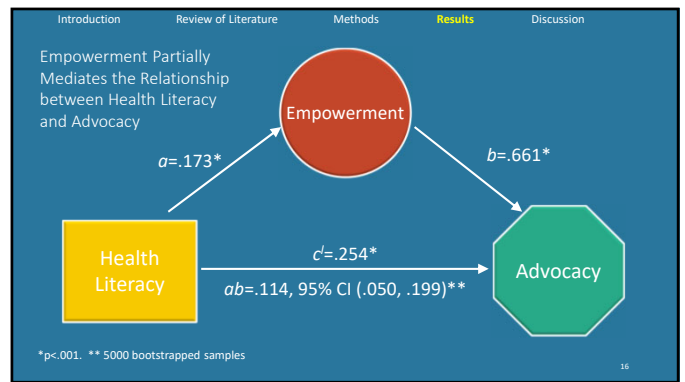 Introduction Review of Literature Methods Results Discussion
Empowerment Partially
Mediates the Relationship
between Health Literacy
and Advocacy
Empowerment
a=.173*
b=.661*
Health
Literacy
c'=.254*
ab=.114, 95% CI (.050, .199)**
Advocacy
*p<.001. ** 5000 bootstrapped samples
16